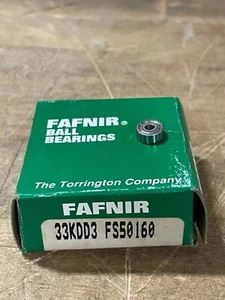 FAFNIR®
BALL
BEARINGS
The Torrington Company
FAFNIR
33KDD3 FS50160